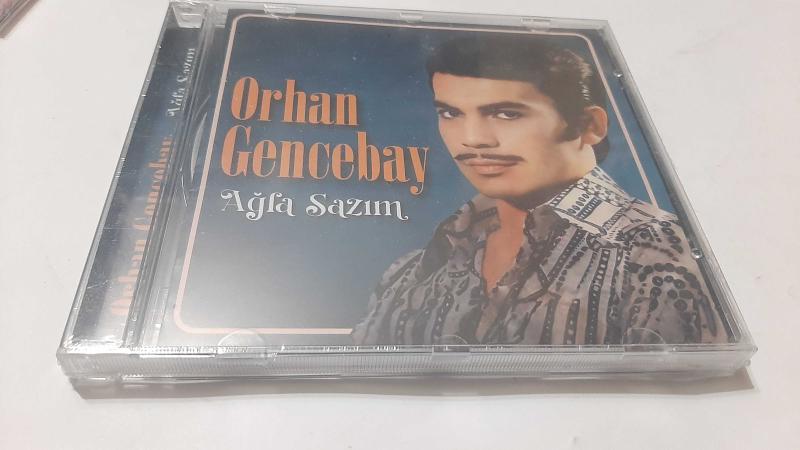 Orhan
Gencebay
Ağla Sazım
Orhan Gencebay
Ağla Sazım